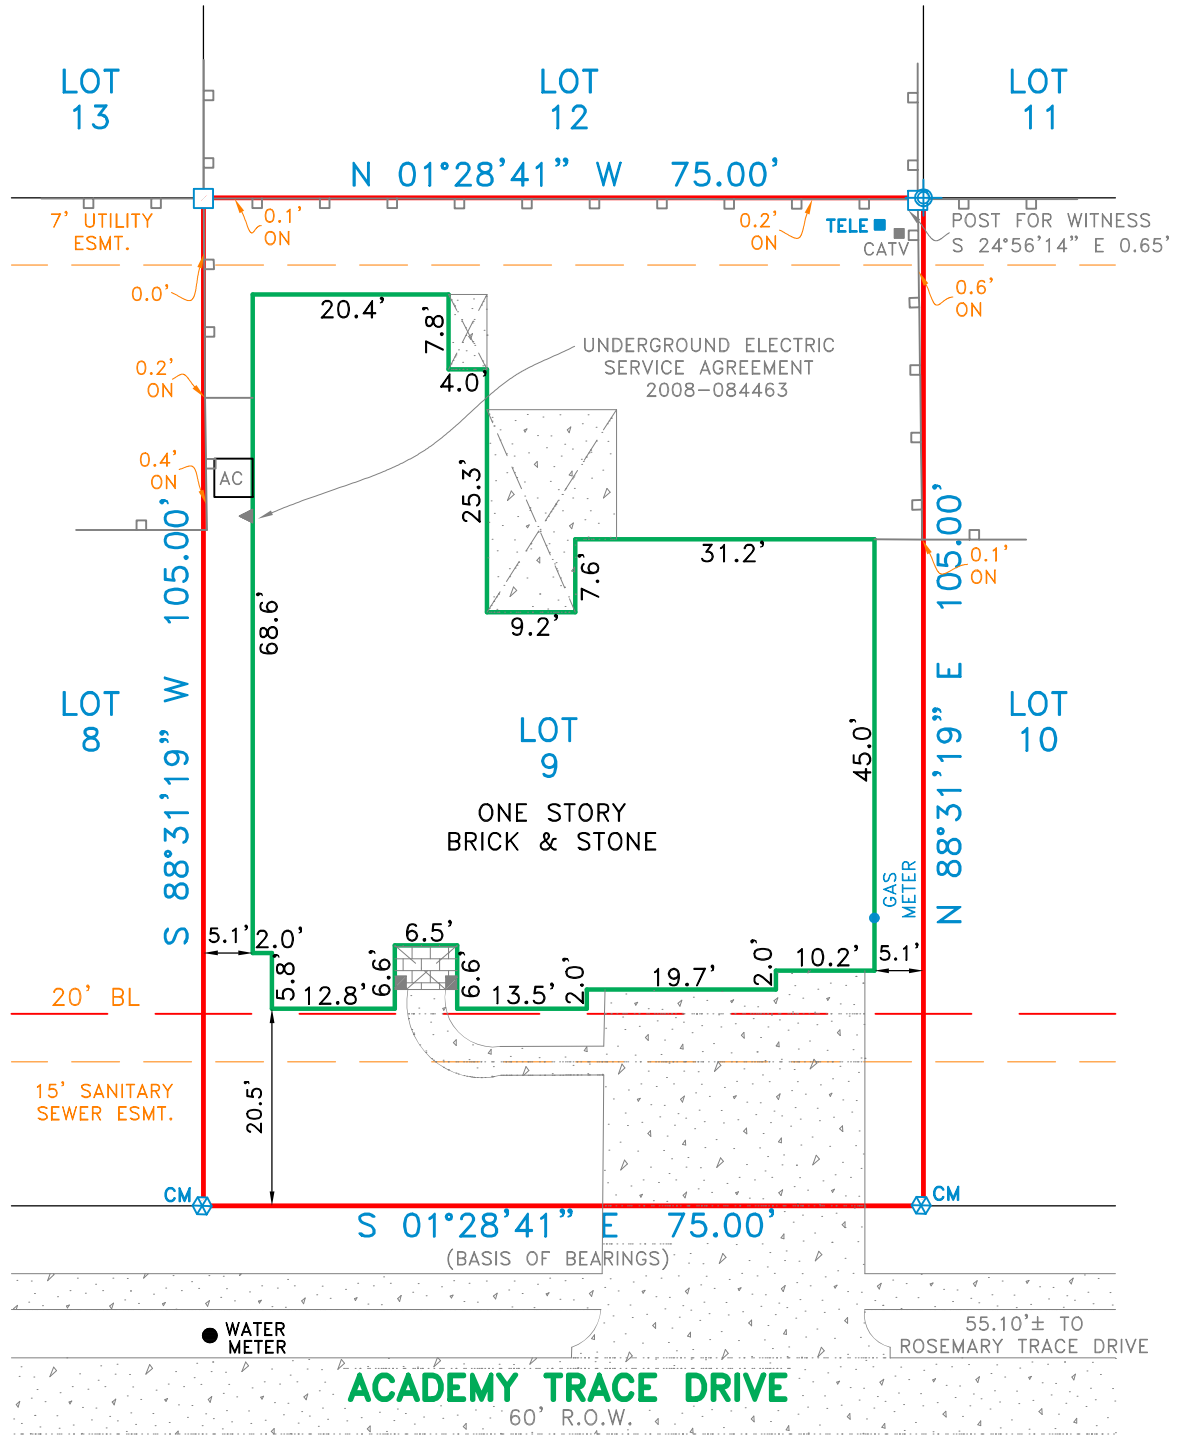 LOT
13
LOT
12
LOT
11
N 01°28'41" W 75.00'
7' UTILITY
ESMT.
0.1'
ON
0.2'
ON
TELE
CATV
POST FOR WITNESS
S 24°56'14" E 0.65'
0.0'
0.6'
ON
20.4'
7.8'
4.0'
UNDERGROUND ELECTRIC
SERVICE AGREEMENT
2008-084463
0.2'
ON
0.4'
ON
AC
25.3'
31.2'
7.6'
9.2'
0.1'
ON
S 88°31'19" W 105.00'
N 88°31'19" E 105.00'
68.6'
45.0'
LOT
8
LOT
9
LOT
10
ONE STORY
BRICK & STONE
GAS
METER
5.1'
2.0'
5.8'
12.8'
6.6'
6.5'
6.6'
13.5'
2.0'
19.7'
2.0'
10.2'
5.1'
20' BL
15' SANITARY
SEWER ESMT.
20.5'
CM
CM
S 01°28'41" E 75.00'
(BASIS OF BEARINGS)
WATER
METER
55.10'± TO
ROSEMARY TRACE DRIVE
ACADEMY TRACE DRIVE
60' R.O.W.